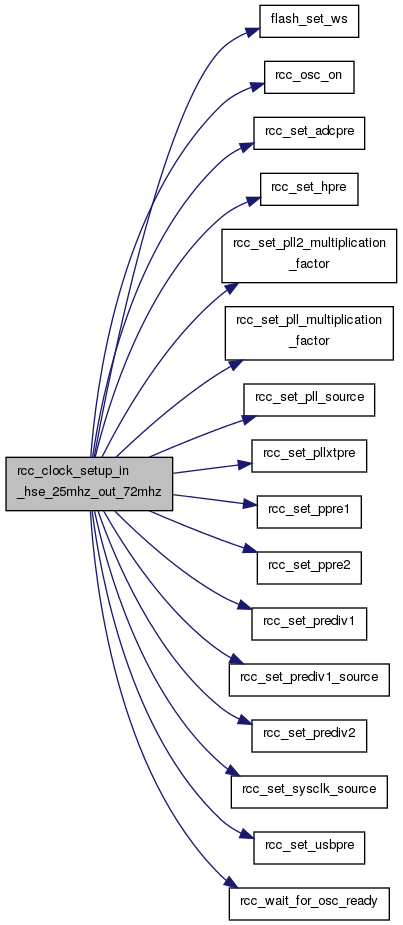 flash_set_ws
rcc_osc_on
rcc_set_adcpre
rcc_set_hpre
rcc_set_pll2_multiplication
_factor
rcc_set_pll_multiplication
_factor
rcc_set_pll_source
rcc_set_pllxtpre
rcc_clock_setup_in
_hse_25mhz_out_72mhz
rcc_set_ppre1
rcc_set_ppre2
rcc_set_prediv1
rcc_set_prediv1_source
rcc_set_prediv2
rcc_set_sysclk_source
rcc_set_usbpre
rcc_wait_for_osc_ready